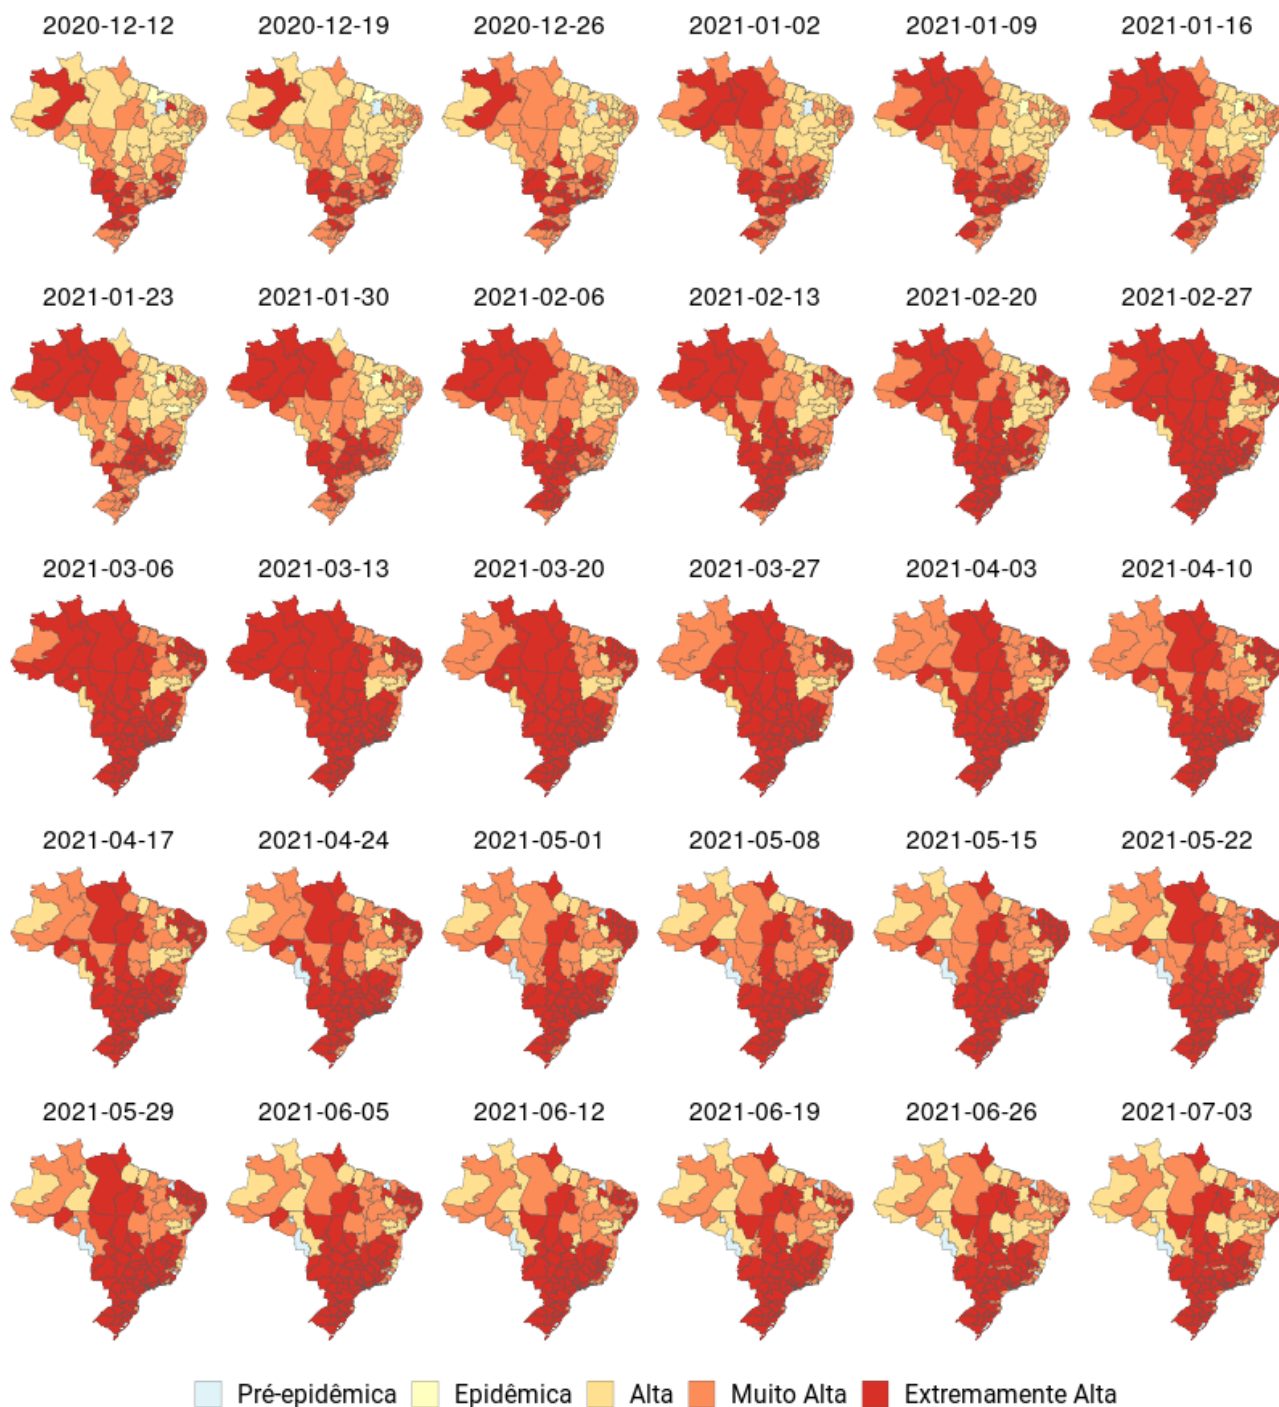 2020-12-12 2020-12-19 2020-12-26 2021-01-02 2021-01-09 2021-01-16
2021-01-23 2021-01-30 2021-02-06 2021-02-13 2021-02-20 2021-02-27
2021-03-06 2021-03-13 2021-03-20 2021-03-27 2021-04-03 2021-04-10
2021-04-17 2021-04-24 2021-05-01 2021-05-08 2021-05-15 2021-05-22
2021-05-29 2021-06-05 2021-06-12 2021-06-19 2021-06-26 2021-07-03
Pré-epidêmica Epidêmica Alta Muito Alta Extremamente Alta